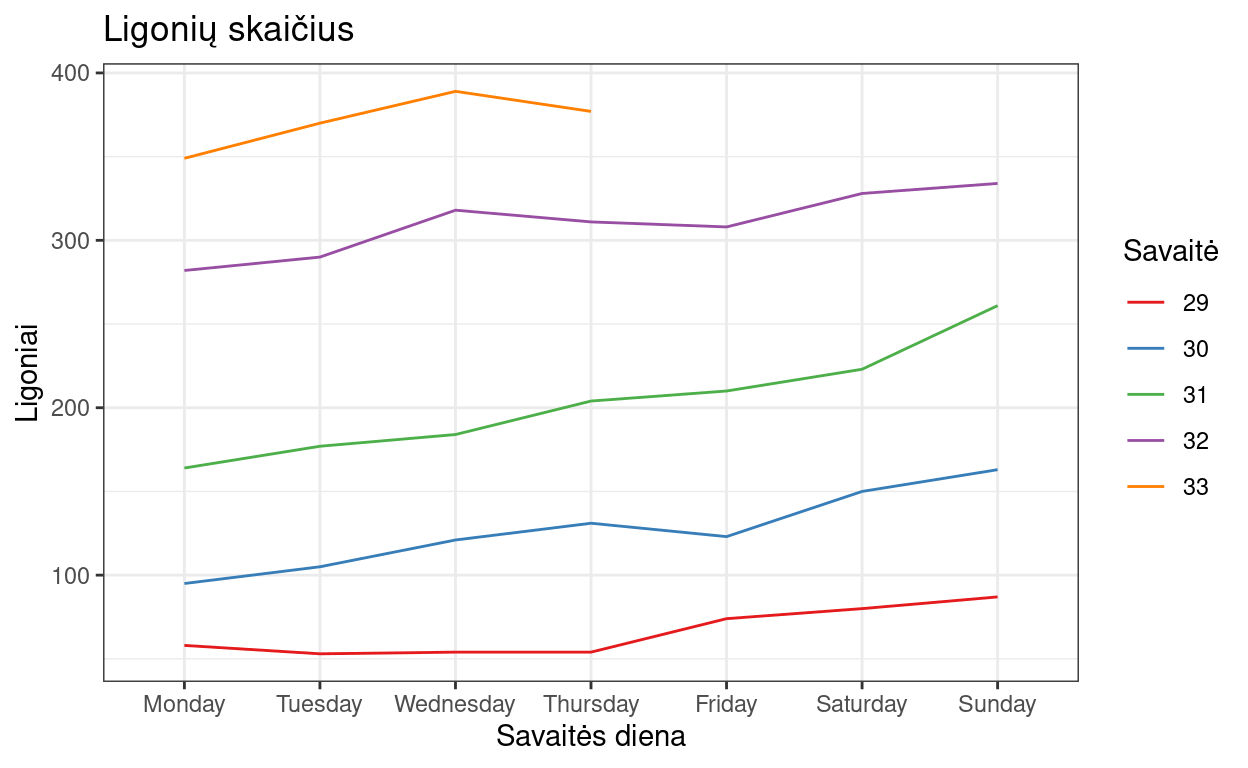 Ligonių skaičius
400
300
200
100
Ligoniai
Monday Tuesday Wednesday Thursday Friday Saturday Sunday
Savaitės diena
Savaitė
29
30
31
32
33